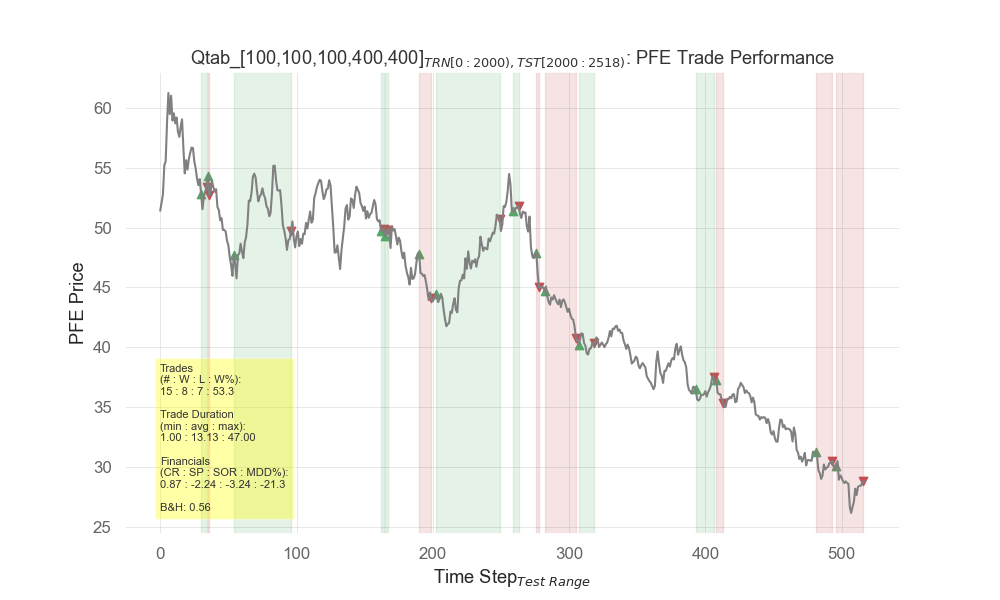 Qtab_[100,100,100,400,400]TRN[0 : 2000), TST[2000 : 2518): PFE Trade Performance
PFE Price
60
55
50
45
40
35
30
25
Trades
(# : W : L : W%):
15 : 8 : 7 : 53.3
Trade Duration
(min : avg : max):
1.00 : 13.13 : 47.00
Financials
(CR : SP : SOR : MDD%):
0.87 : -2.24 : -3.24 : -21.3
B&H: 0.56
0 100 200 300 400 500
Time StepTest Range